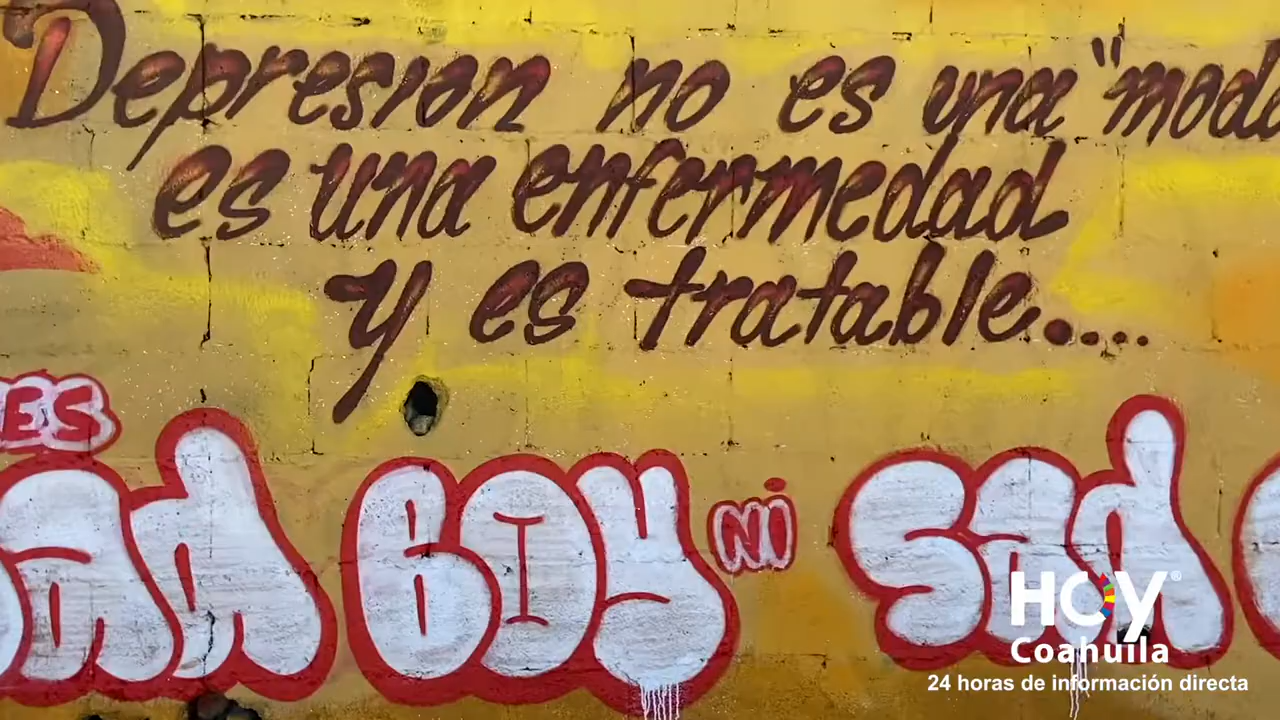 Depresion no es una "moda
es una enfermedad
y es tratable....
ES
sad BOY Ni sad
HOY®
Coahuila
24 horas de información directa